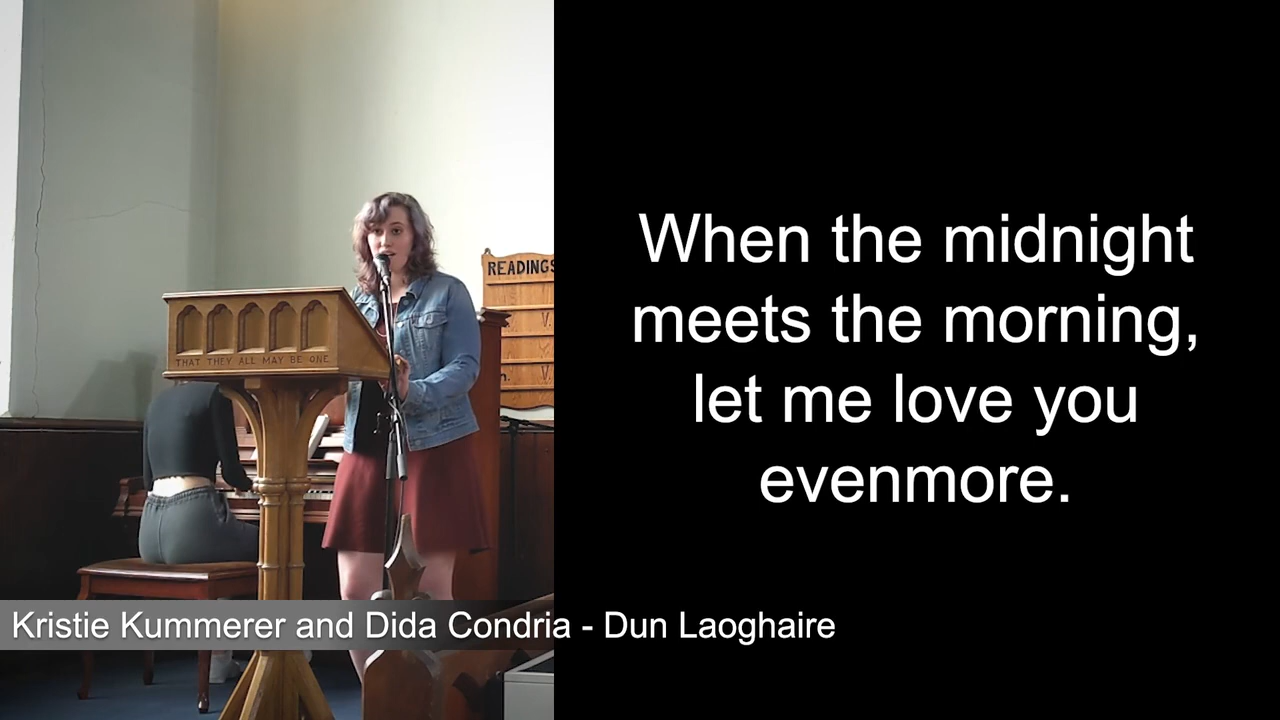 When the midnight
meets the morning,
let me love you
evenmore.
READINGS
V.
V.
THAT THEY ALL MAY BE ONE.
Kristie Kummerer and Dida Condria - Dun Laoghaire